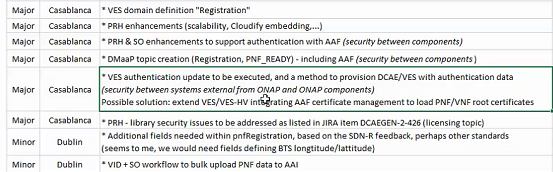 Major Casablanca * VES domain definition "Registration"
Major Casablanca * PRH enhancements (scalability, Cloudify embedding,...)
Major Casablanca * PRH & SO enhancements to support authentication with AAF (security between components)
Major Casablanca * DMaaP topic creation (Registration, PNF_READY) - including AAF (security between components )
* VES authentication update to be executed, and a method to provision DCAE/VES with authentication data
Major Casablanca (security between systems external from ONAP and ONAP components)
Possible solution: extend VES/VES-HV integrating AAF certificate management to load PNF/VNF root certificates
Major Casablanca * PRH - library security issues to be addressed as listed in JIRA item DCAEGEN-2-426 (licensing topic)
Minor Dublin * Additional fields needed within pnfRegistration, based on the SDN-R feedback, perhaps other standards
(seems to me, we would need fields defining BTS longtitude/lattitude)
Minor Dublin * VID + SO workflow to bulk upload PNF data to AAI